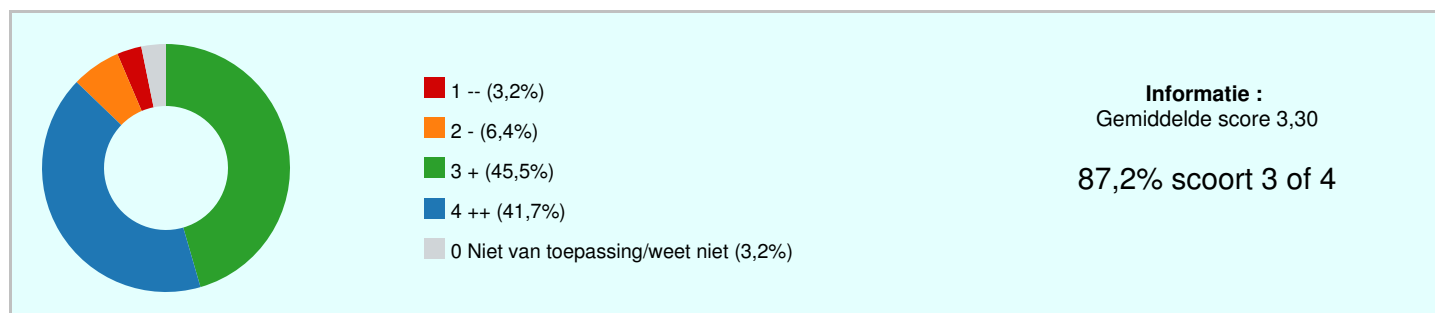 1 -- (3,2%)
2 - (6,4%)
3 + (45,5%)
4 ++ (41,7%)
0 Niet van toepassing/weet niet (3,2%)
Informatie :
Gemiddelde score 3,30
87,2% scoort 3 of 4